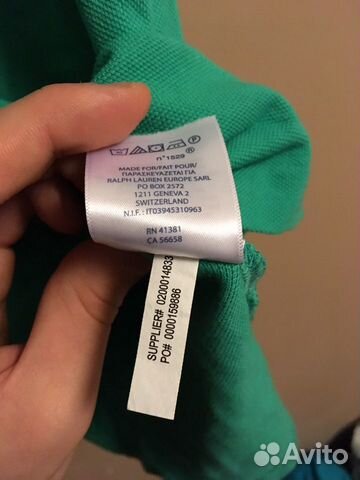 n°1529
MADE FOR/FAIT POUR/
ΠΑΡΑΣΚΕΥΑΖΕΤΑΙ ΓΙΑ
RALPH LAUREN EUROPE SARL
PO BOX 2572
1211 GENEVA 2
SWITZERLAND
N.I.F.: IT03945310963
RN 41381
CA 56658
SUPPLIER# 0200014833
PO# 0000159886
Avito